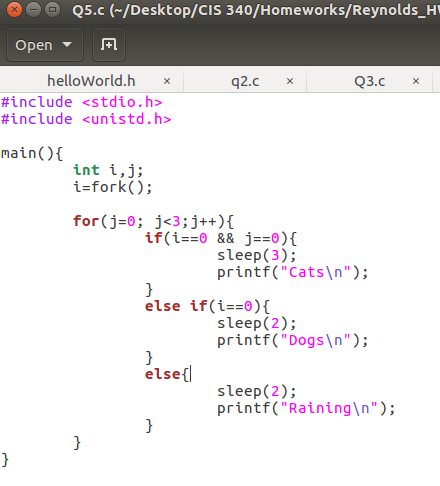 Q5.c (~/Desktop/CIS 340/Homeworks/Reynolds_HW
Open
helloWorld.h × q2.c × Q3.c ×
#include <stdio.h>
#include <unistd.h>
main(){
        int i,j;
        i=fork();
        for(j=0; j<3;j++){
                if(i==0 && j==0){
                        sleep(3);
                        printf("Cats\n");
                }
                else if(i==0){
                        sleep(2);
                        printf("Dogs\n");
                }
                else{
                        sleep(2);
                        printf("Raining\n");
                }
        }
}